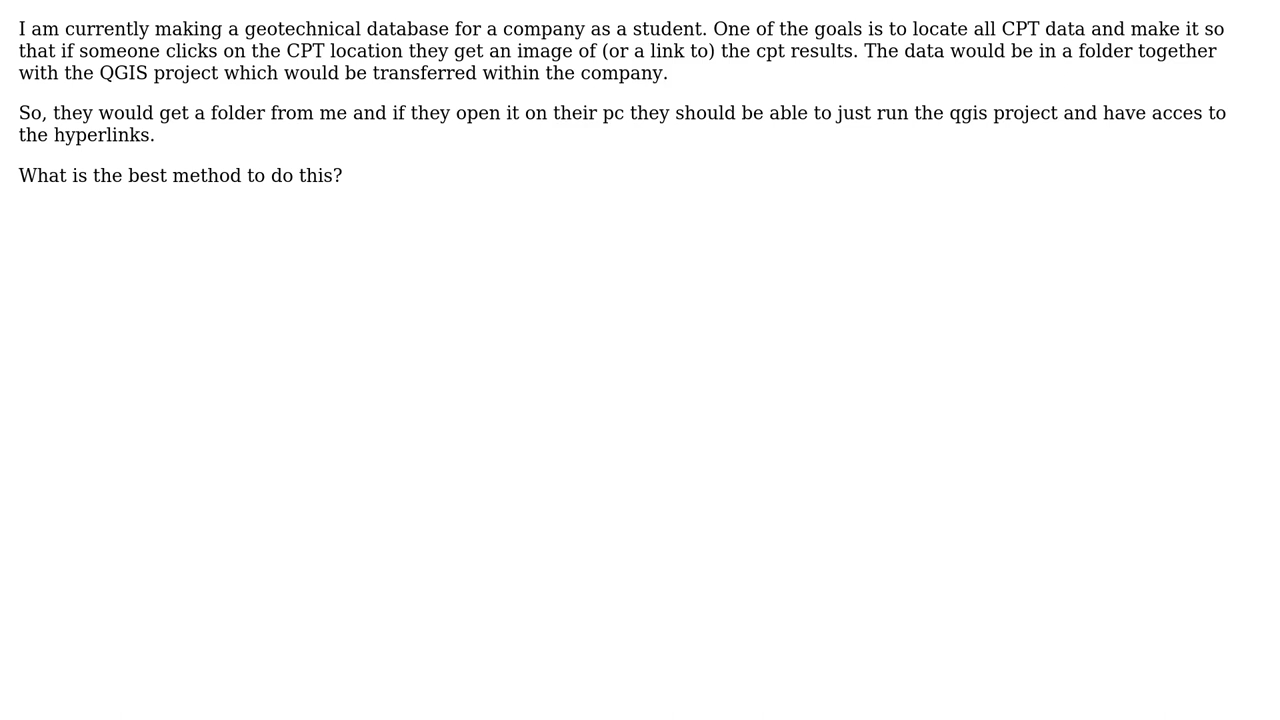 I am currently making a geotechnical database for a company as a student. One of the goals is to locate all CPT data and make it so
that if someone clicks on the CPT location they get an image of (or a link to) the cpt results. The data would be in a folder together
with the QGIS project which would be transferred within the company.
So, they would get a folder from me and if they open it on their pc they should be able to just run the qgis project and have acces to
the hyperlinks.
What is the best method to do this?